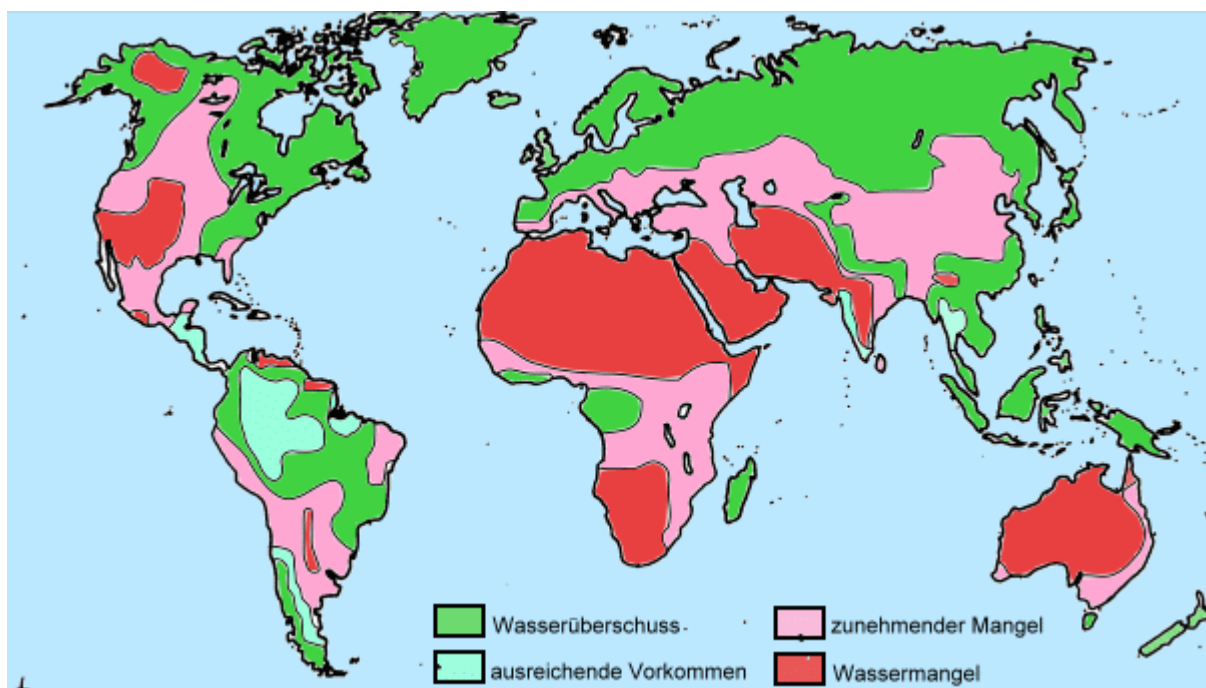 Wasserüberschuss.
zunehmender Mangel
ausreichende Vorkommen
Wassermangel